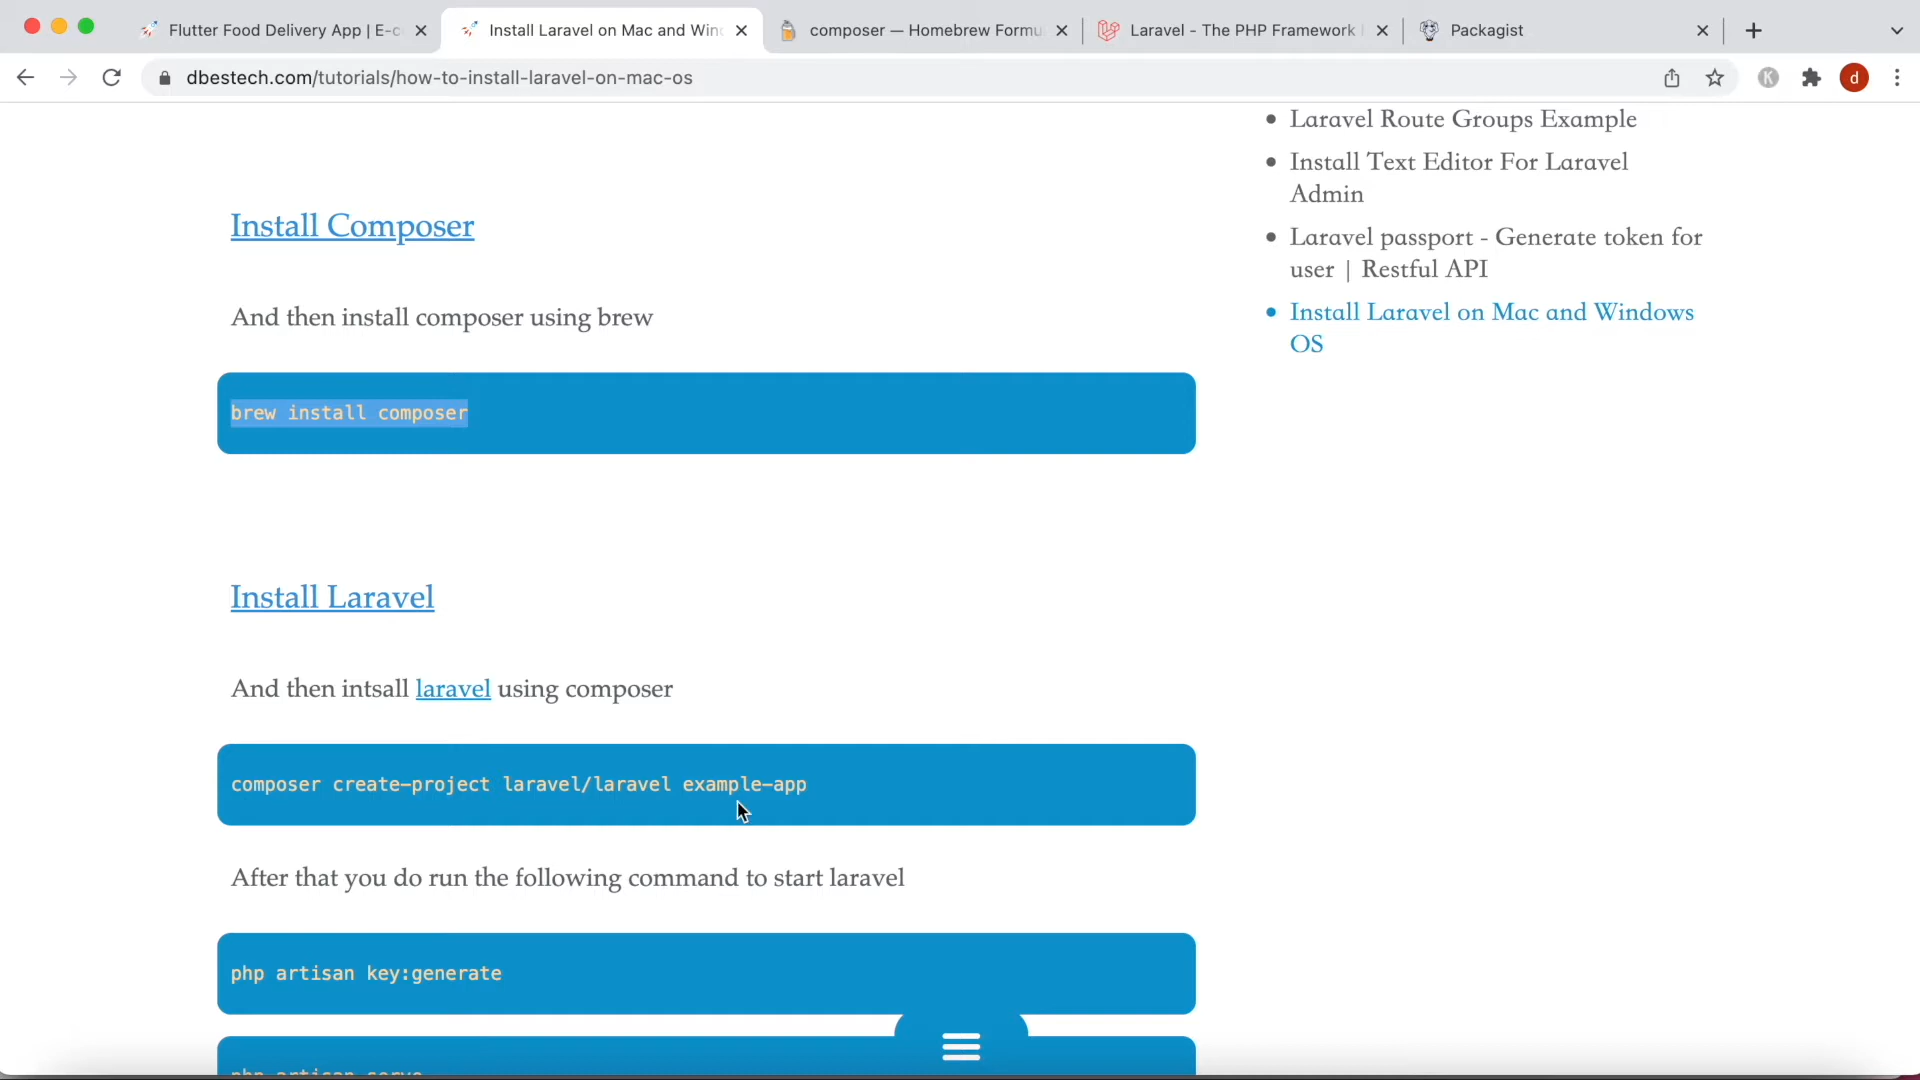 Flutter Food Delivery App | E-c
Install Laravel on Mac and Win
composer — Homebrew Formu
Laravel - The PHP Framework
Packagist
dbestech.com/tutorials/how-to-install-laravel-on-mac-os
K
d
Install Composer
And then install composer using brew
brew install composer
Install Laravel
And then intsall laravel using composer
composer create-project laravel/laravel example-app
After that you do run the following command to start laravel
php artisan key:generate
php artisan serve
• Laravel Route Groups Example
• Install Text Editor For Laravel
Admin
• Laravel passport - Generate token for
user | Restful API
• Install Laravel on Mac and Windows
OS